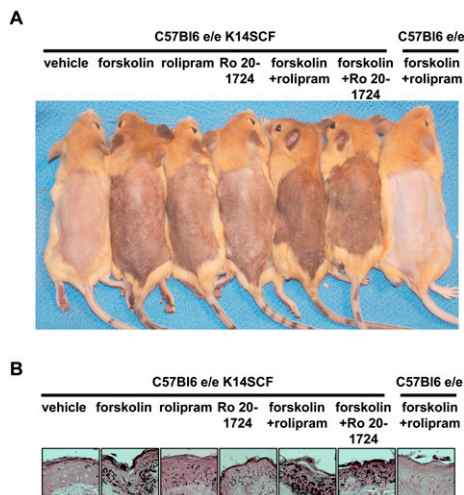 A
C57Bl6 e/e K14SCF C57Bl6 e/e
vehicle forskolin rolipram Ro 20- forskolin forskolin forskolin
1724 +rolipram +Ro 20- +rolipram
1724
B
C57Bl6 e/e K14SCF C57Bl6 e/e
vehicle forskolin rolipram Ro 20- forskolin forskolin forskolin
1724 +rolipram +Ro 20- +rolipram
1724